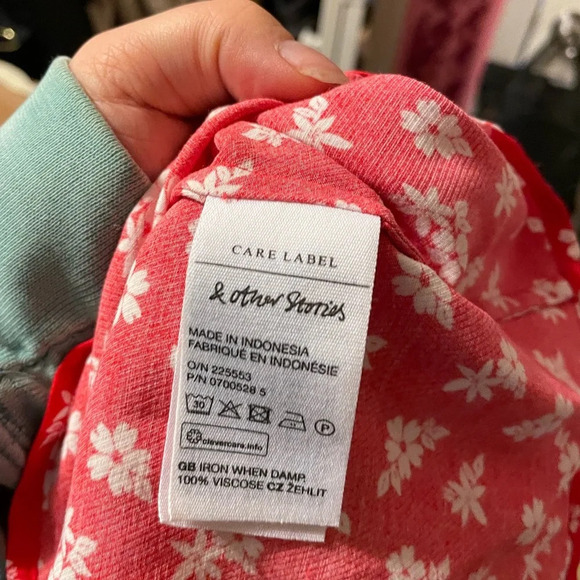 CARE LABEL
& Other Stories
MADE IN INDONESIA
FABRIQUÉ EN INDONÉSIE
O/N 225553
P/N 0700528 5
30 P
clevercare.info
GB IRON WHEN DAMP.
100% VISCOSE CZ ŽEHLIT